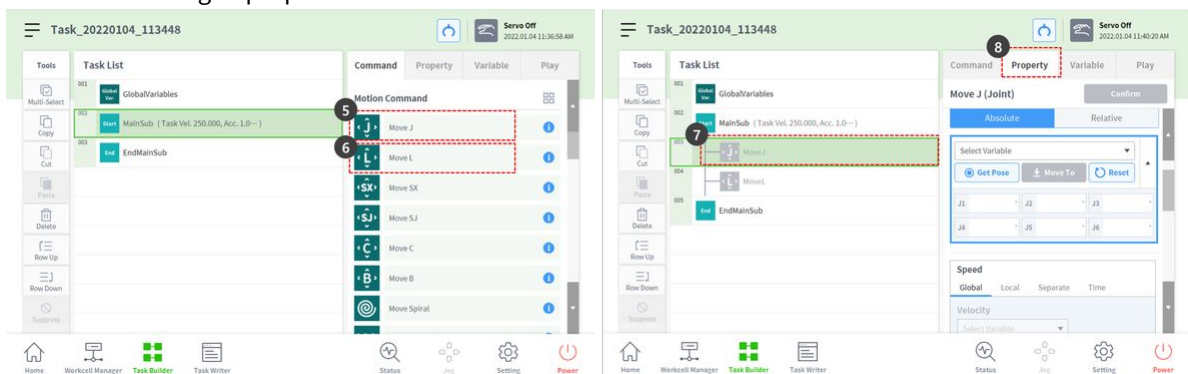 Task_20220104_113448
Servo Off
2022.01.04 11:36:58 AM
Tools
Task List
Command Property Variable Play
Multi-Select
Copy
Cut
Paste
Delete
Row Up
Row Down
Suppress
001 Global Var. GlobalVariables
002 Start MainSub ( Task Vel. 250.000, Acc. 1.0··· )
003 End EndMainSub
Motion Command
5
J Move J
6
L Move L
SX Move SX
SJ Move SJ
C Move C
B Move B
Move Spiral
Home Workcell Manager Task Builder Task Writer Status Jog Setting Power
Task_20220104_113448
Servo Off
2022.01.04 11:40:20 AM
8
Tools
Task List
Command Property Variable Play
Multi-Select
Copy
Cut
Paste
Delete
Row Up
Row Down
Suppress
001 Global Var. GlobalVariables
002 Start MainSub ( Task Vel. 250.000, Acc. 1.0··· )
7
003 J MoveJ
004 L MoveL
005 End EndMainSub
Move J (Joint) Confirm
Absolute Relative
Select Variable
Get Pose Move To Reset
J1 ° J2 ° J3 °
J4 ° J5 ° J6 °
Speed
Global Local Separate Time
Velocity
Select Variable
Home Workcell Manager Task Builder Task Writer Status Jog Setting Power